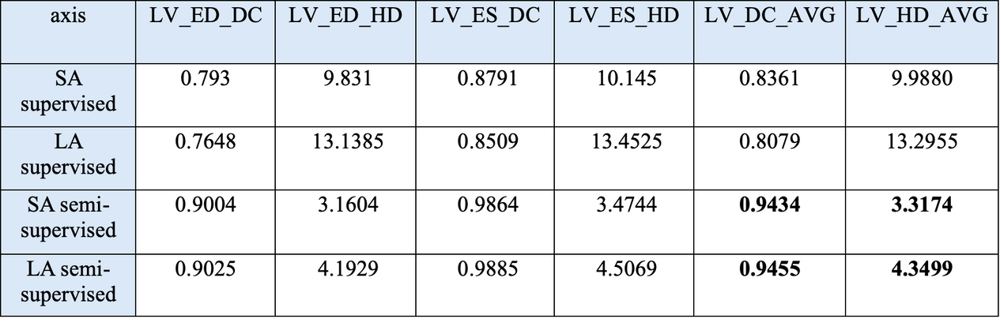 axis LV_ED_DC LV_ED_HD LV_ES_DC LV_ES_HD LV_DC_AVG LV_HD_AVG
SA
supervised 0.793 9.831 0.8791 10.145 0.8361 9.9880
LA
supervised 0.7648 13.1385 0.8509 13.4525 0.8079 13.2955
SA semi-
supervised 0.9004 3.1604 0.9864 3.4744 0.9434 3.3174
LA semi-
supervised 0.9025 4.1929 0.9885 4.5069 0.9455 4.3499